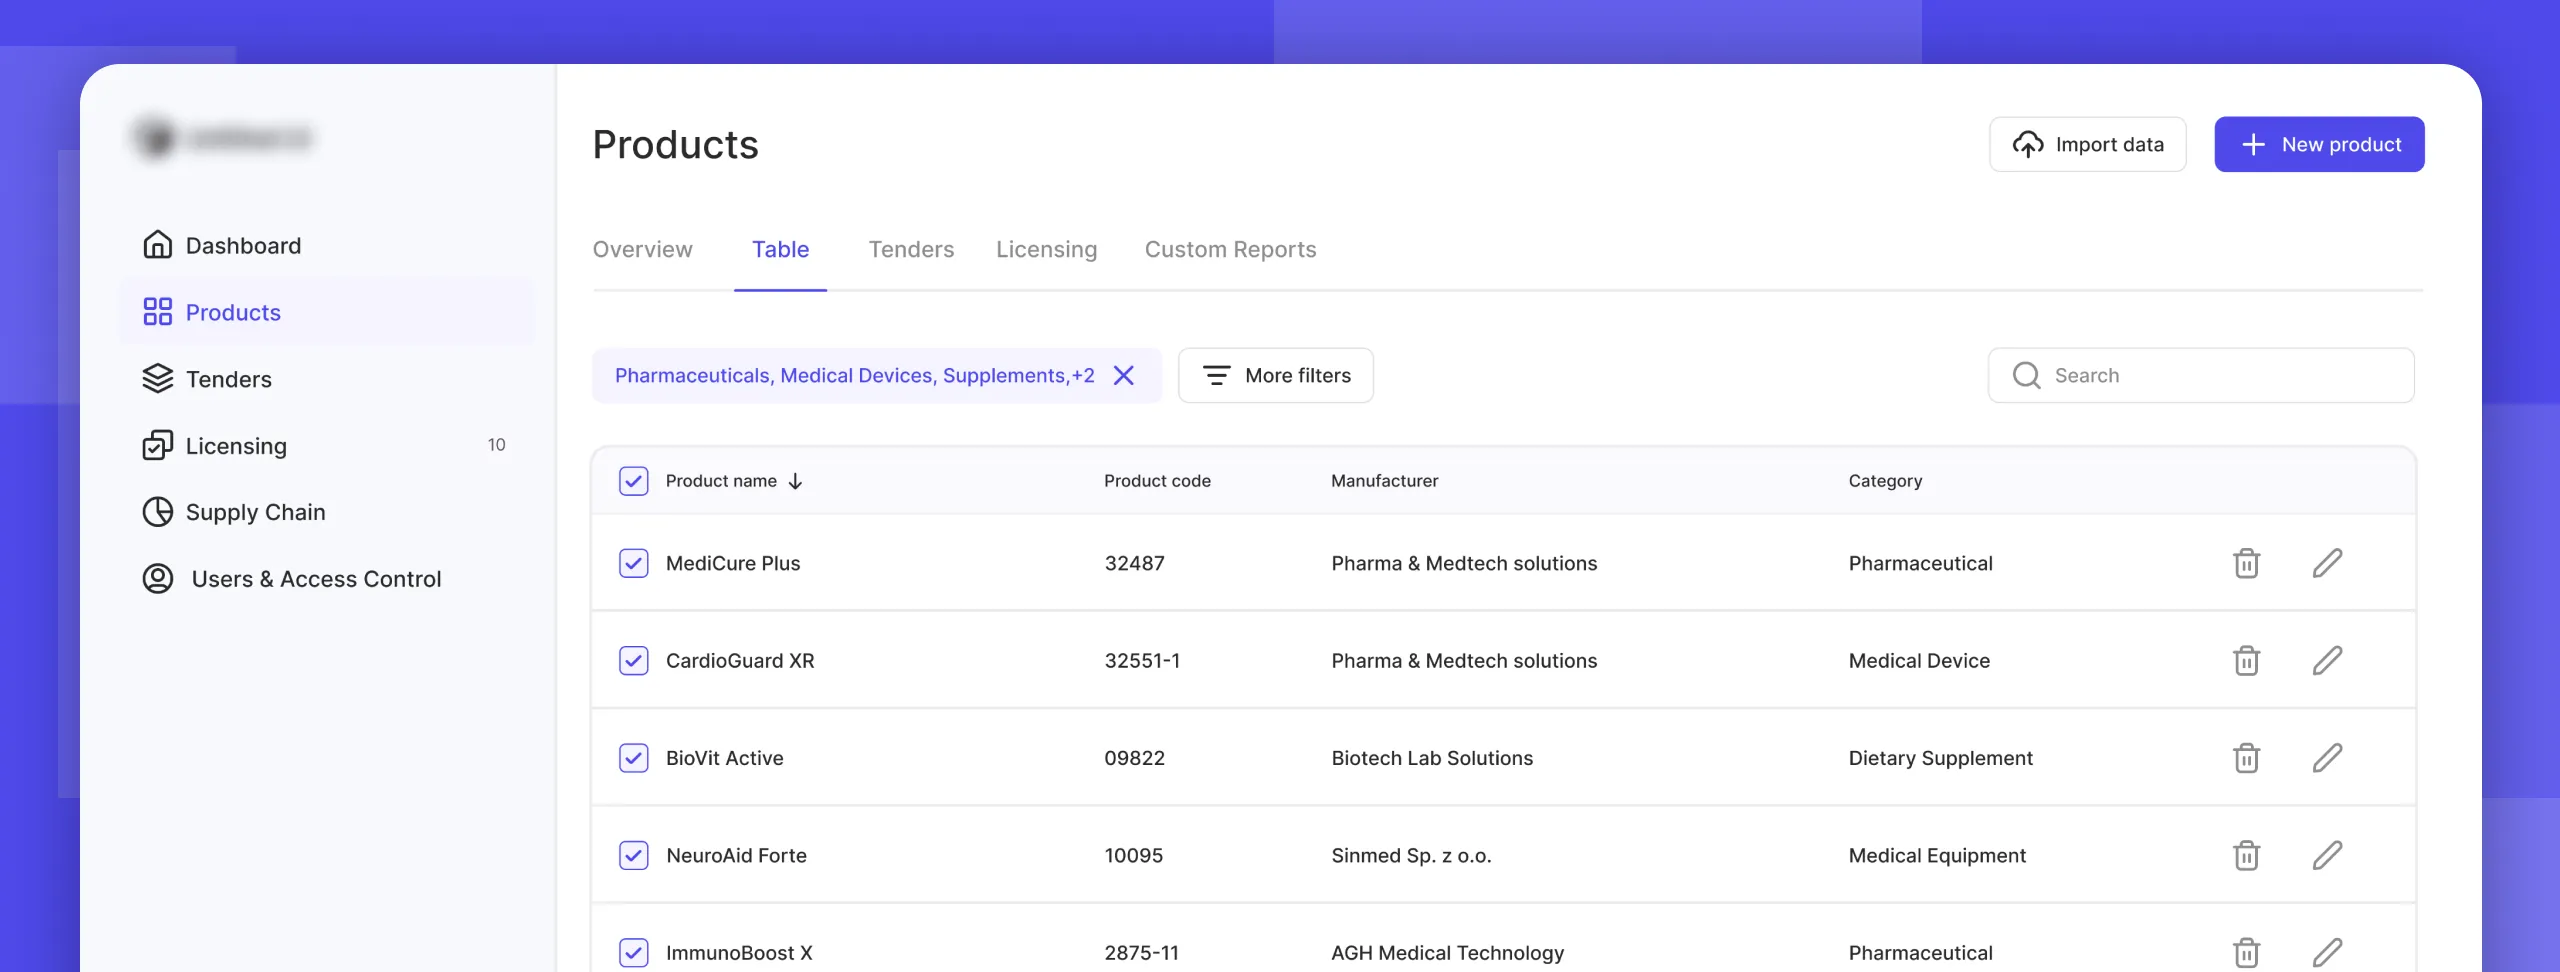 Products
Import data
New product
Dashboard
Products
Tenders
Licensing 10
Supply Chain
Users & Access Control
Overview Table Tenders Licensing Custom Reports
Pharmaceuticals, Medical Devices, Supplements,+2
More filters
Search
Product name Product code Manufacturer Category
MediCure Plus 32487 Pharma & Medtech solutions Pharmaceutical
CardioGuard XR 32551-1 Pharma & Medtech solutions Medical Device
BioVit Active 09822 Biotech Lab Solutions Dietary Supplement
NeuroAid Forte 10095 Sinmed Sp. z o.o. Medical Equipment
ImmunoBoost X 2875-11 AGH Medical Technology Pharmaceutical